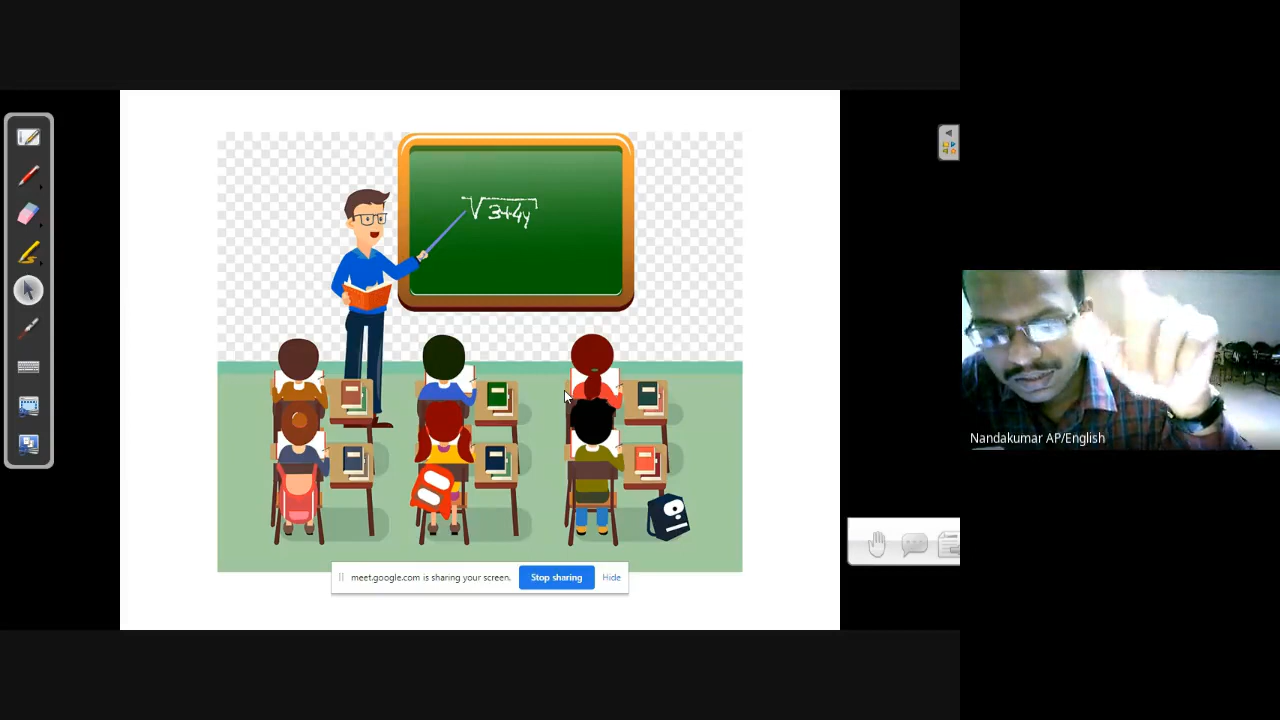 √3+4y
Nandakumar AP/English
meet.google.com is sharing your screen. Stop sharing Hide